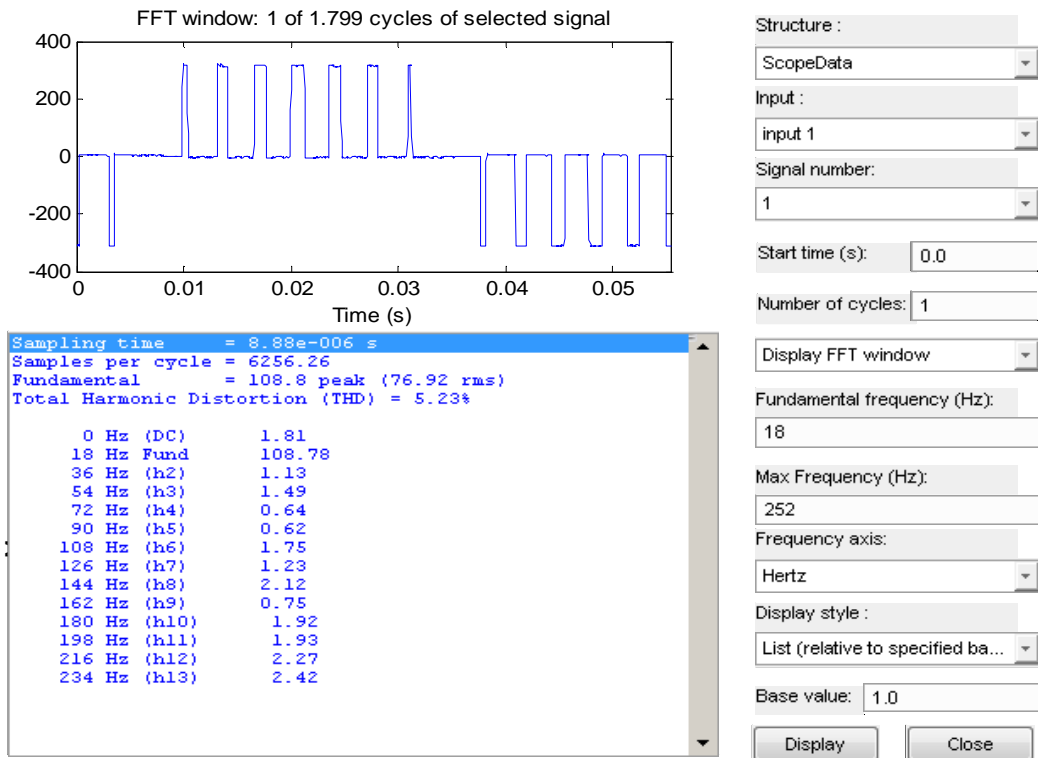 FFT window: 1 of 1.799 cycles of selected signal
400
200
0
-200
-400
0
0.01
0.02
0.03
0.04
0.05
Time (s)
Sampling time = 8.88e-006 s
Samples per cycle = 6256.26
Fundamental = 108.8 peak (76.92 rms)
Total Harmonic Distortion (THD) = 5.23%
0 Hz (DC) 1.81
18 Hz Fund 108.78
36 Hz (h2) 1.13
54 Hz (h3) 1.49
72 Hz (h4) 0.64
90 Hz (h5) 0.62
108 Hz (h6) 1.75
126 Hz (h7) 1.23
144 Hz (h8) 2.12
162 Hz (h9) 0.75
180 Hz (h10) 1.92
198 Hz (h11) 1.93
216 Hz (h12) 2.27
234 Hz (h13) 2.42
Structure :
ScopeData
Input :
input 1
Signal number:
1
Start time (s): 0.0
Number of cycles: 1
Display FFT window
Fundamental frequency (Hz):
18
Max Frequency (Hz):
252
Frequency axis:
Hertz
Display style :
List (relative to specified ba...
Base value: 1.0
Display Close